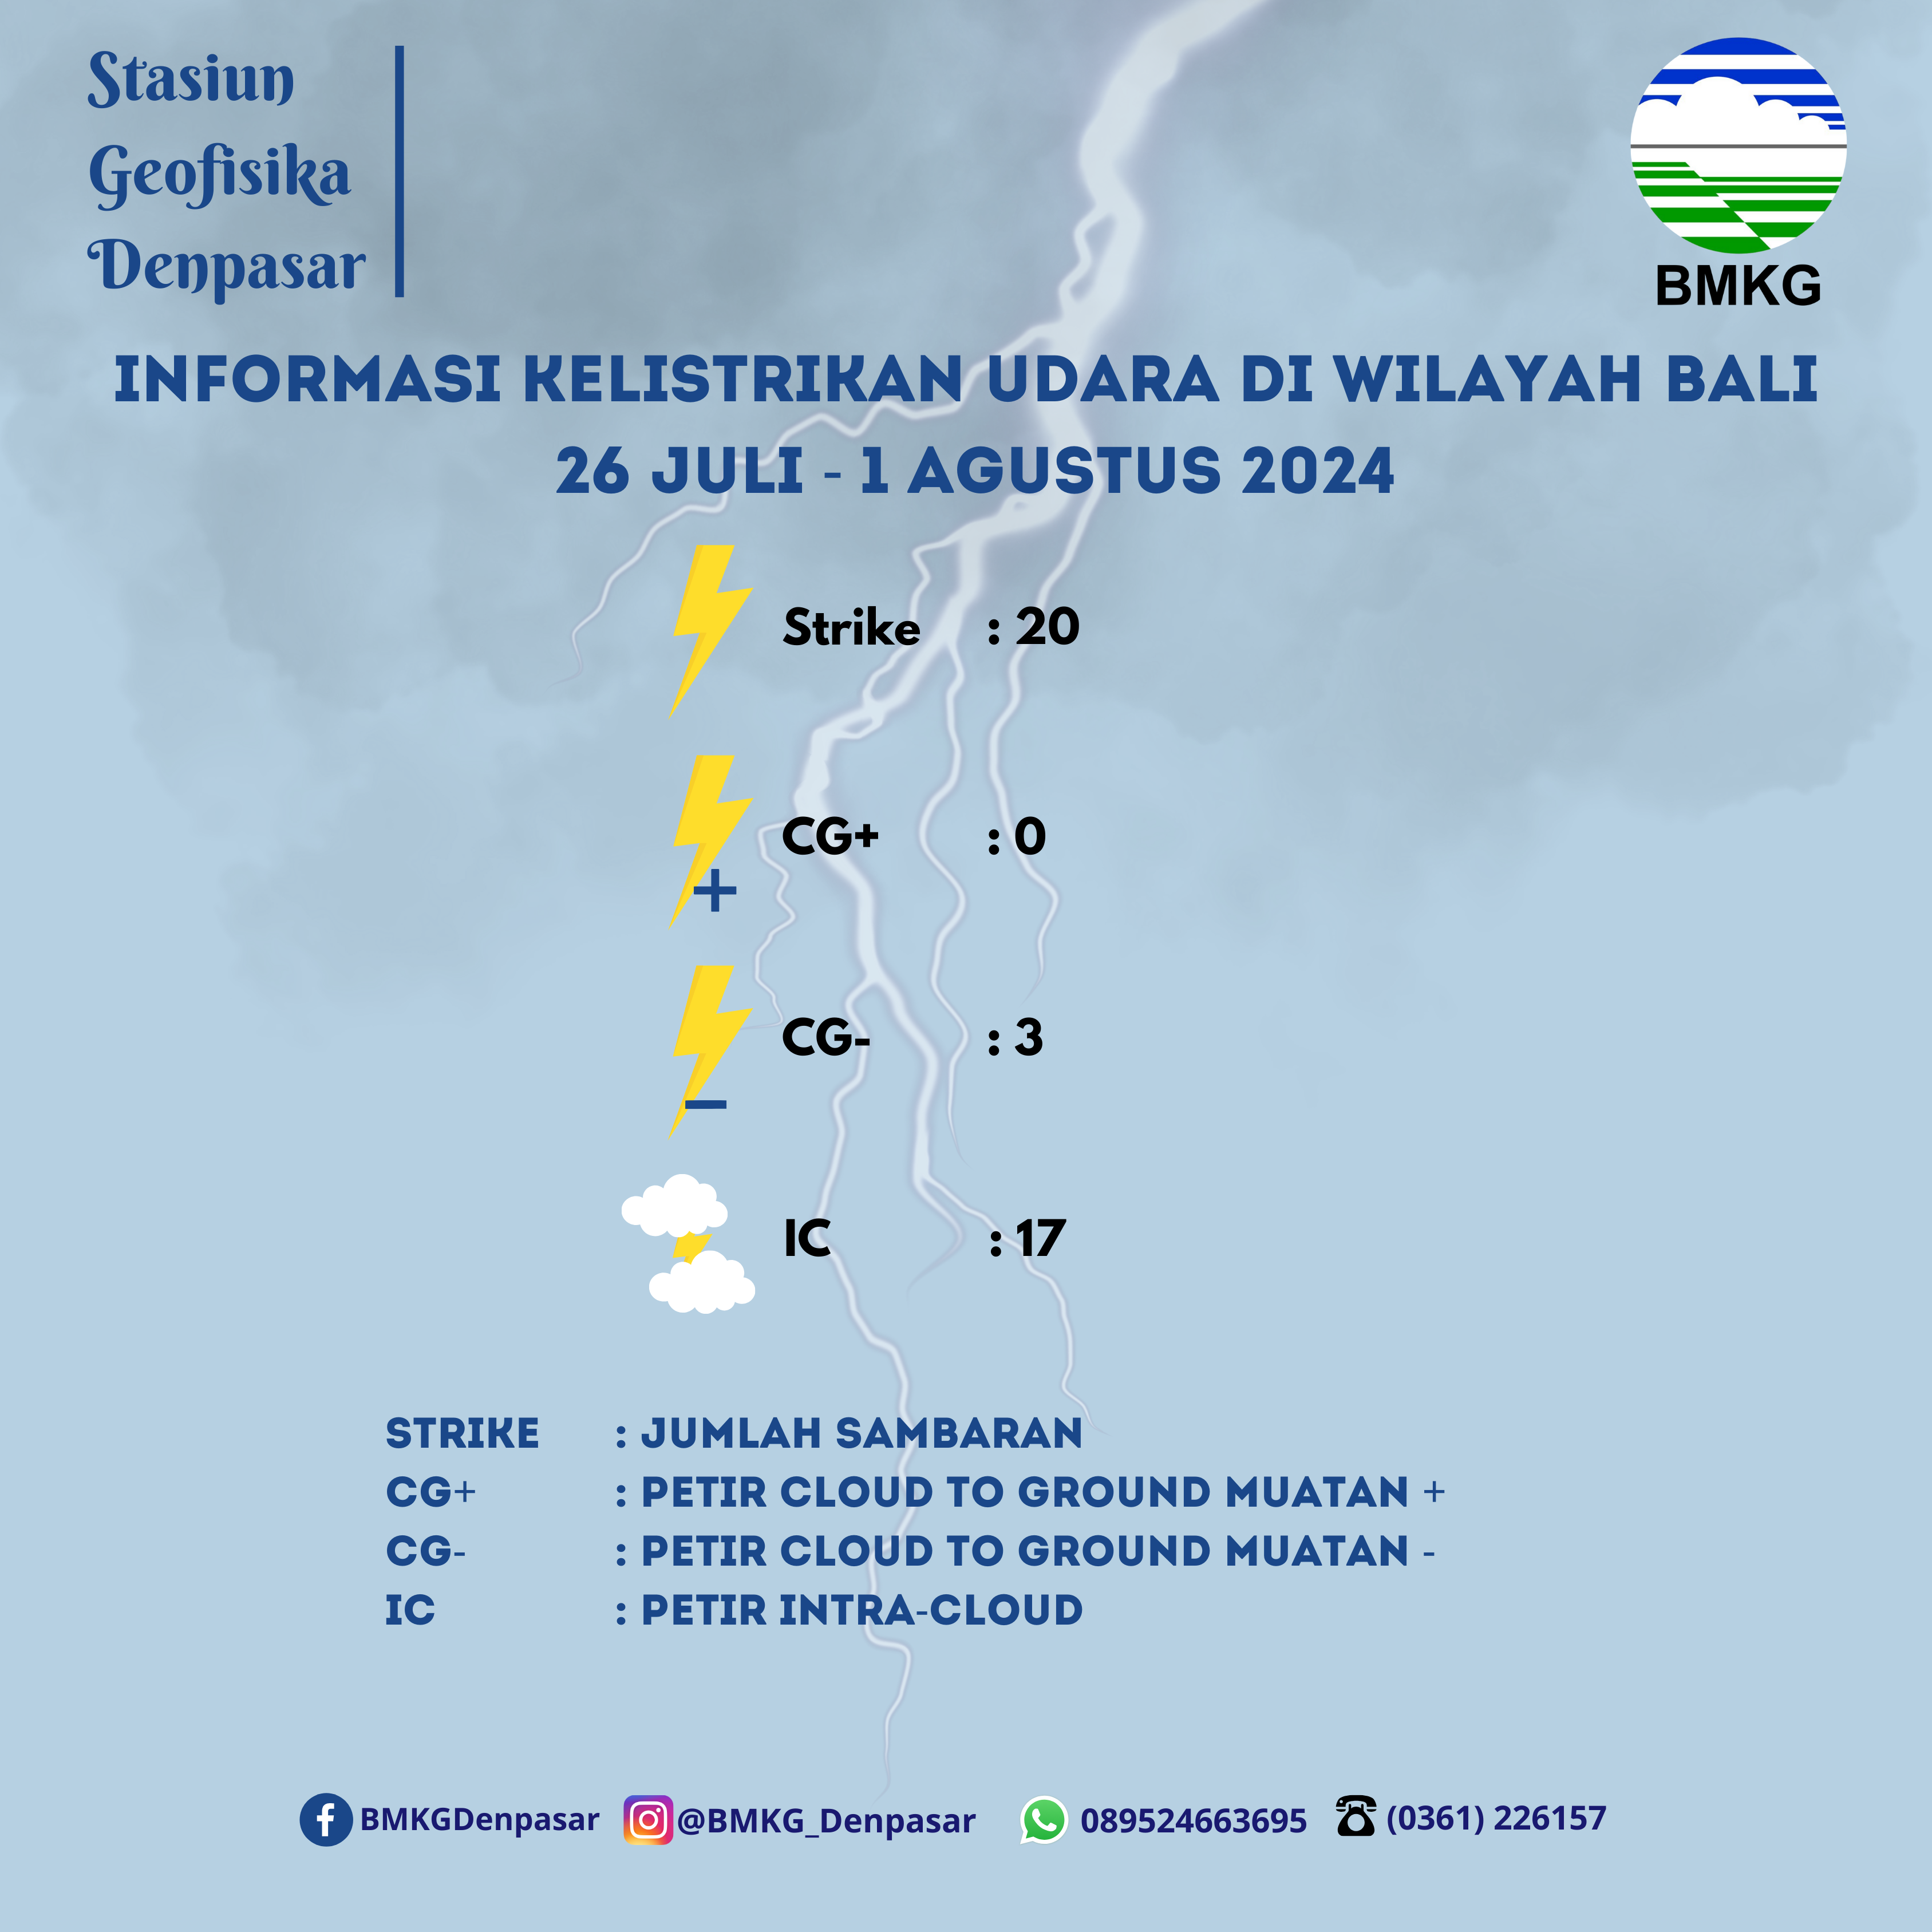 Stasiun
Geofisika
Denpasar
BMKG
INFORMASI KELISTRIKAN UDARA DI WILAYAH BALI
26 JULI - 1 AGUSTUS 2024
Strike : 20
CG+ : 0
+
CG- : 3
-
IC : 17
STRIKE : JUMLAH SAMBARAN
CG+ : PETIR CLOUD TO GROUND MUATAN +
CG- : PETIR CLOUD TO GROUND MUATAN -
IC : PETIR INTRA-CLOUD
BMKGDenpasar @BMKG_Denpasar 089524663695 (0361) 226157